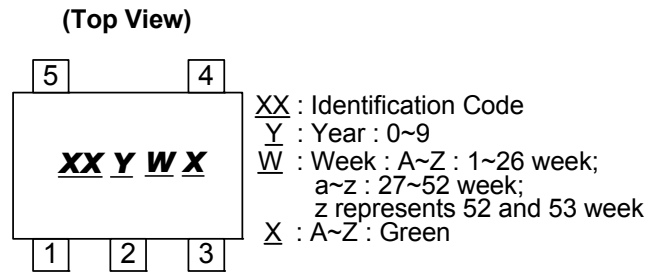 (Top View)
5 4
XX Y W X
1 2 3
XX : Identification Code
Y : Year : 0~9
W : Week : A~Z : 1~26 week;
a~z : 27~52 week;
z represents 52 and 53 week
X : A~Z : Green